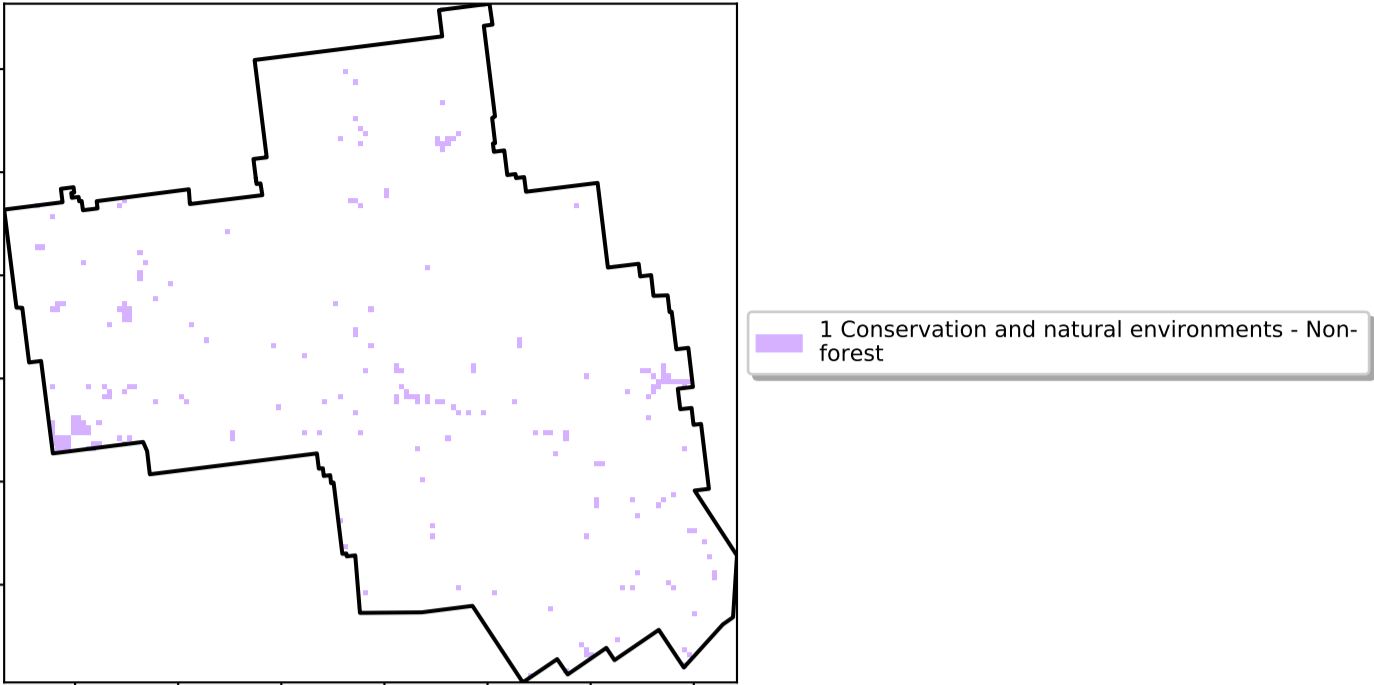 1 Conservation and natural environments - Non-
forest